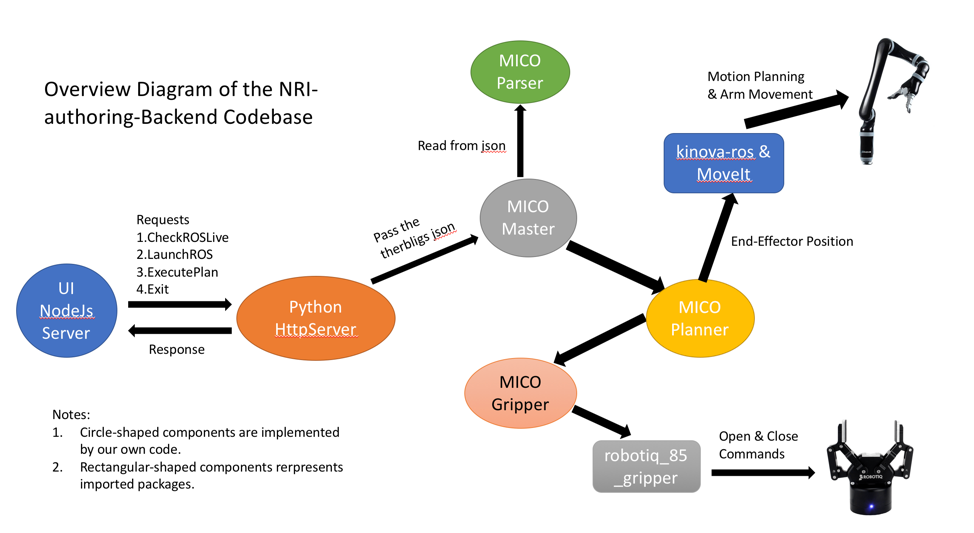 Overview Diagram of the NRI-
authoring-Backend Codebase
MICO
Parser
Motion Planning
& Arm Movement
Read from json
kinova-ros &
MoveIt
MICO
Master
Requests
1.CheckROSLive
2.LaunchROS
3.ExecutePlan
4.Exit
Pass the
therbligs json
End-Effector Position
UI
NodeJs
Server
Python
HttpServer
MICO
Planner
Response
MICO
Gripper
Notes:
1. Circle-shaped components are implemented
by our own code.
2. Rectangular-shaped components rerpresents
imported packages.
robotiq_85
_gripper
Open & Close
Commands
ROBOTIQ